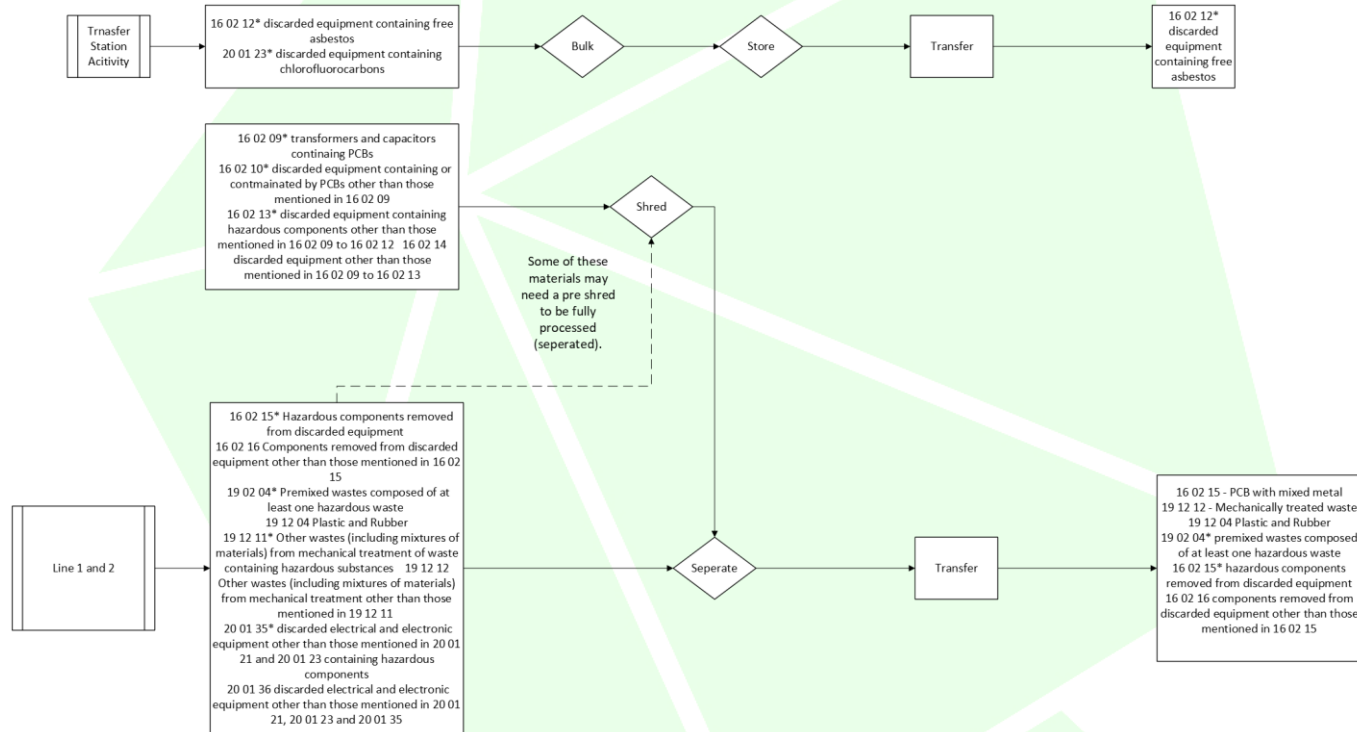 Trnasfer
Station
Acitivity
16 02 12* discarded equipment containing free
asbestos
20 01 23* discarded equipment containing
chlorofluorocarbons
Bulk
Store
Transfer
16 02 12*
discarded
equipment
containing free
asbestos
16 02 09* transformers and capacitors
continaing PCBs
16 02 10* discarded equipment containing or
contmainated by PCBs other than those
mentioned in 16 02 09
16 02 13* discarded equipment containing
hazardous components other than those
mentioned in 16 02 09 to 16 02 12 16 02 14
discarded equipment other than those
mentioned in 16 02 09 to 16 02 13
Shred
Some of these
materials may
need a pre shred
to be fully
processed
(seperated).
Line 1 and 2
16 02 15* Hazardous components removed
from discarded equipment
16 02 16 Components removed from discarded
equipment other than those mentioned in 16 02
15
19 02 04* Premixed wastes composed of at
least one hazardous waste
19 12 04 Plastic and Rubber
19 12 11* Other wastes (including mixtures of
materials) from mechanical treatment of waste
containing hazardous substances 19 12 12
Other wastes (including mixtures of materials)
from mechanical treatment other than those
mentioned in 19 12 11
20 01 35* discarded electrical and electronic
equipment other than those mentioned in 20 01
21 and 20 01 23 containing hazardous
components
20 01 36 discarded electrical and electronic
equipment other than those mentioned in 20 01
21, 20 01 23 and 20 01 35
Seperate
Transfer
16 02 15 - PCB with mixed metal
19 12 12 - Mechanically treated waste
19 12 04 Plastic and Rubber
19 02 04* premixed wastes composed
of at least one hazardous waste
16 02 15* hazardous components
removed from discarded equipment
16 02 16 components removed from
discarded equipment other than those
mentioned in 16 02 15